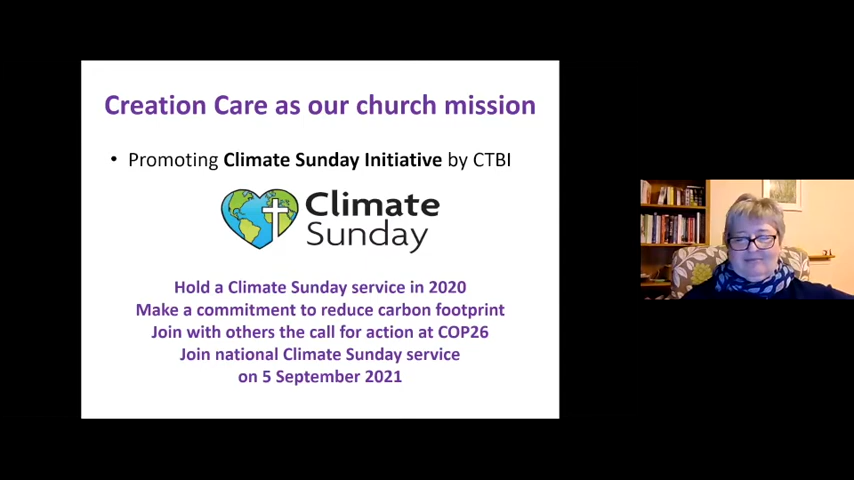 Creation Care as our church mission
• Promoting Climate Sunday Initiative by CTBI
Climate
Sunday
Hold a Climate Sunday service in 2020
Make a commitment to reduce carbon footprint
Join with others the call for action at COP26
Join national Climate Sunday service
on 5 September 2021